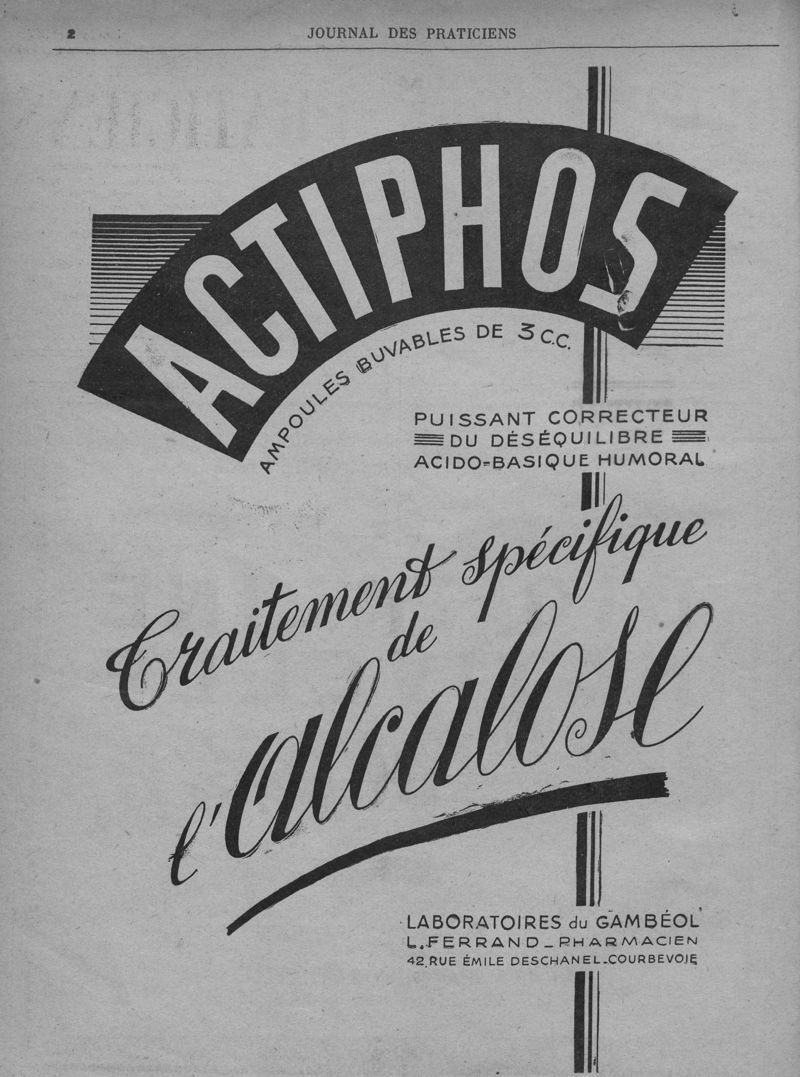 2
JOURNAL DES PRATICIENS
ACTIPHOS
AMPOULES BUVABLES DE 3 C.C.
PUISSANT CORRECTEUR
DU DÉSÉQUILIBRE
ACIDO-BASIQUE HUMORAL
Traitement spécifique
de
l'alcalose
LABORATOIRES du GAMBÉOL
L. FERRAND - PHARMACIEN
42, RUE ÉMILE DESCHANEL - COURBEVOIE